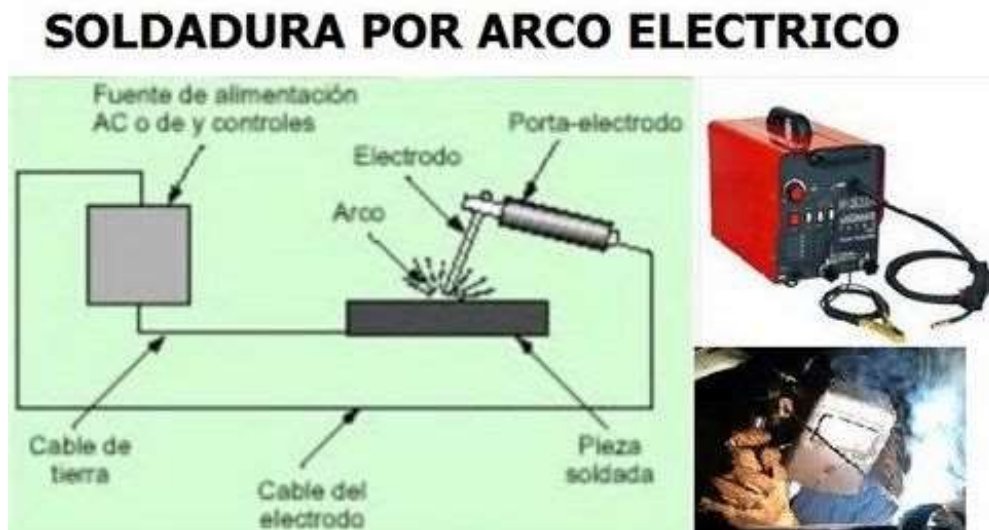 SOLDADURA POR ARCO ELECTRICO
Fuente de alimentación
AC o de y controles
Porta-electrodo
Electrodo
Arco
Cable de
tierra
Cable del
electrodo
Pieza
soldada